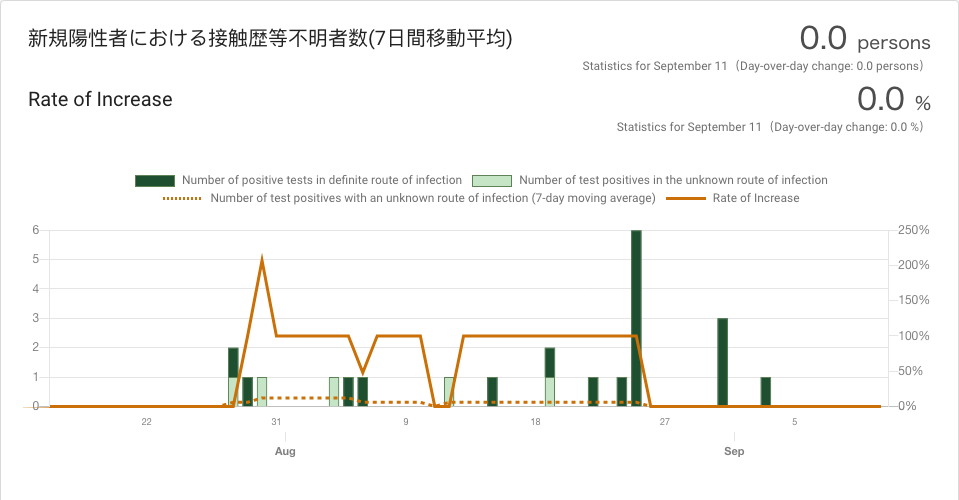 新規陽性者における接触歴等不明者数(7日間移動平均)
0.0 persons
Statistics for September 11（Day-over-day change: 0.0 persons）
Rate of Increase
0.0 %
Statistics for September 11（Day-over-day change: 0.0 %）
Number of positive tests in definite route of infection
Number of test positives in the unknown route of infection
Number of test positives with an unknown route of infection (7-day moving average)
Rate of Increase
6
250%
5
200%
4
150%
3
100%
2
50%
1
0
0%
22
31
9
18
27
5
Aug
Sep